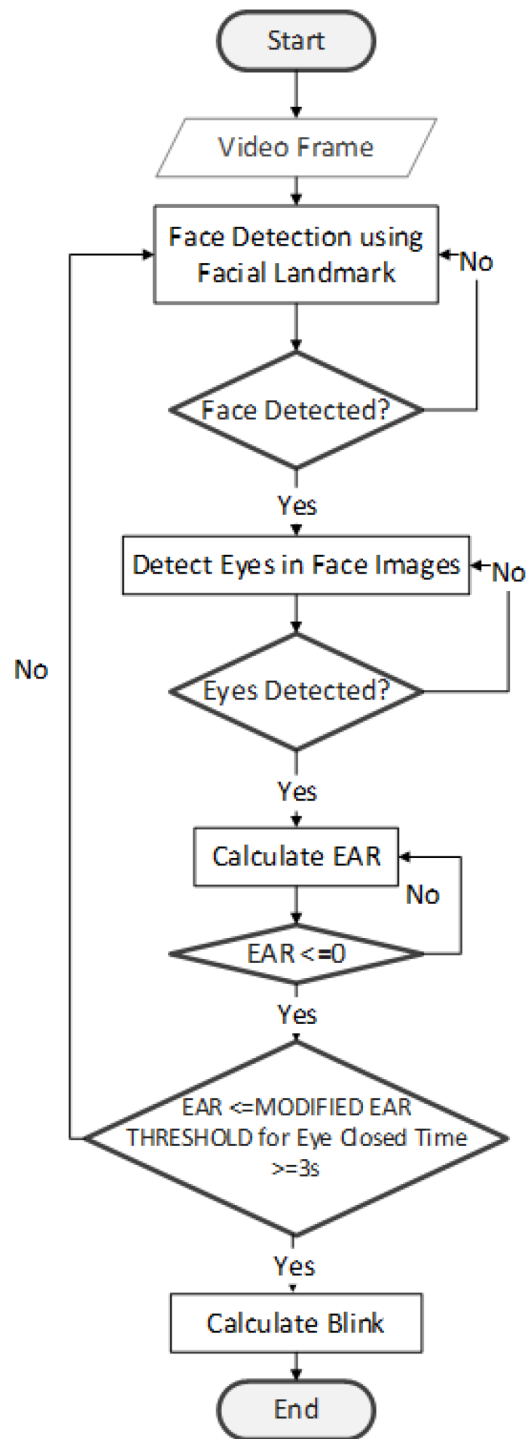 Start
Video Frame
Face Detection using
Facial Landmark
No
Face Detected?
Yes
Detect Eyes in Face Images
No
Eyes Detected?
No
Yes
Calculate EAR
No
EAR <=0
Yes
EAR <=MODIFIED EAR
THRESHOLD for Eye Closed Time
>=3s
Yes
Calculate Blink
End